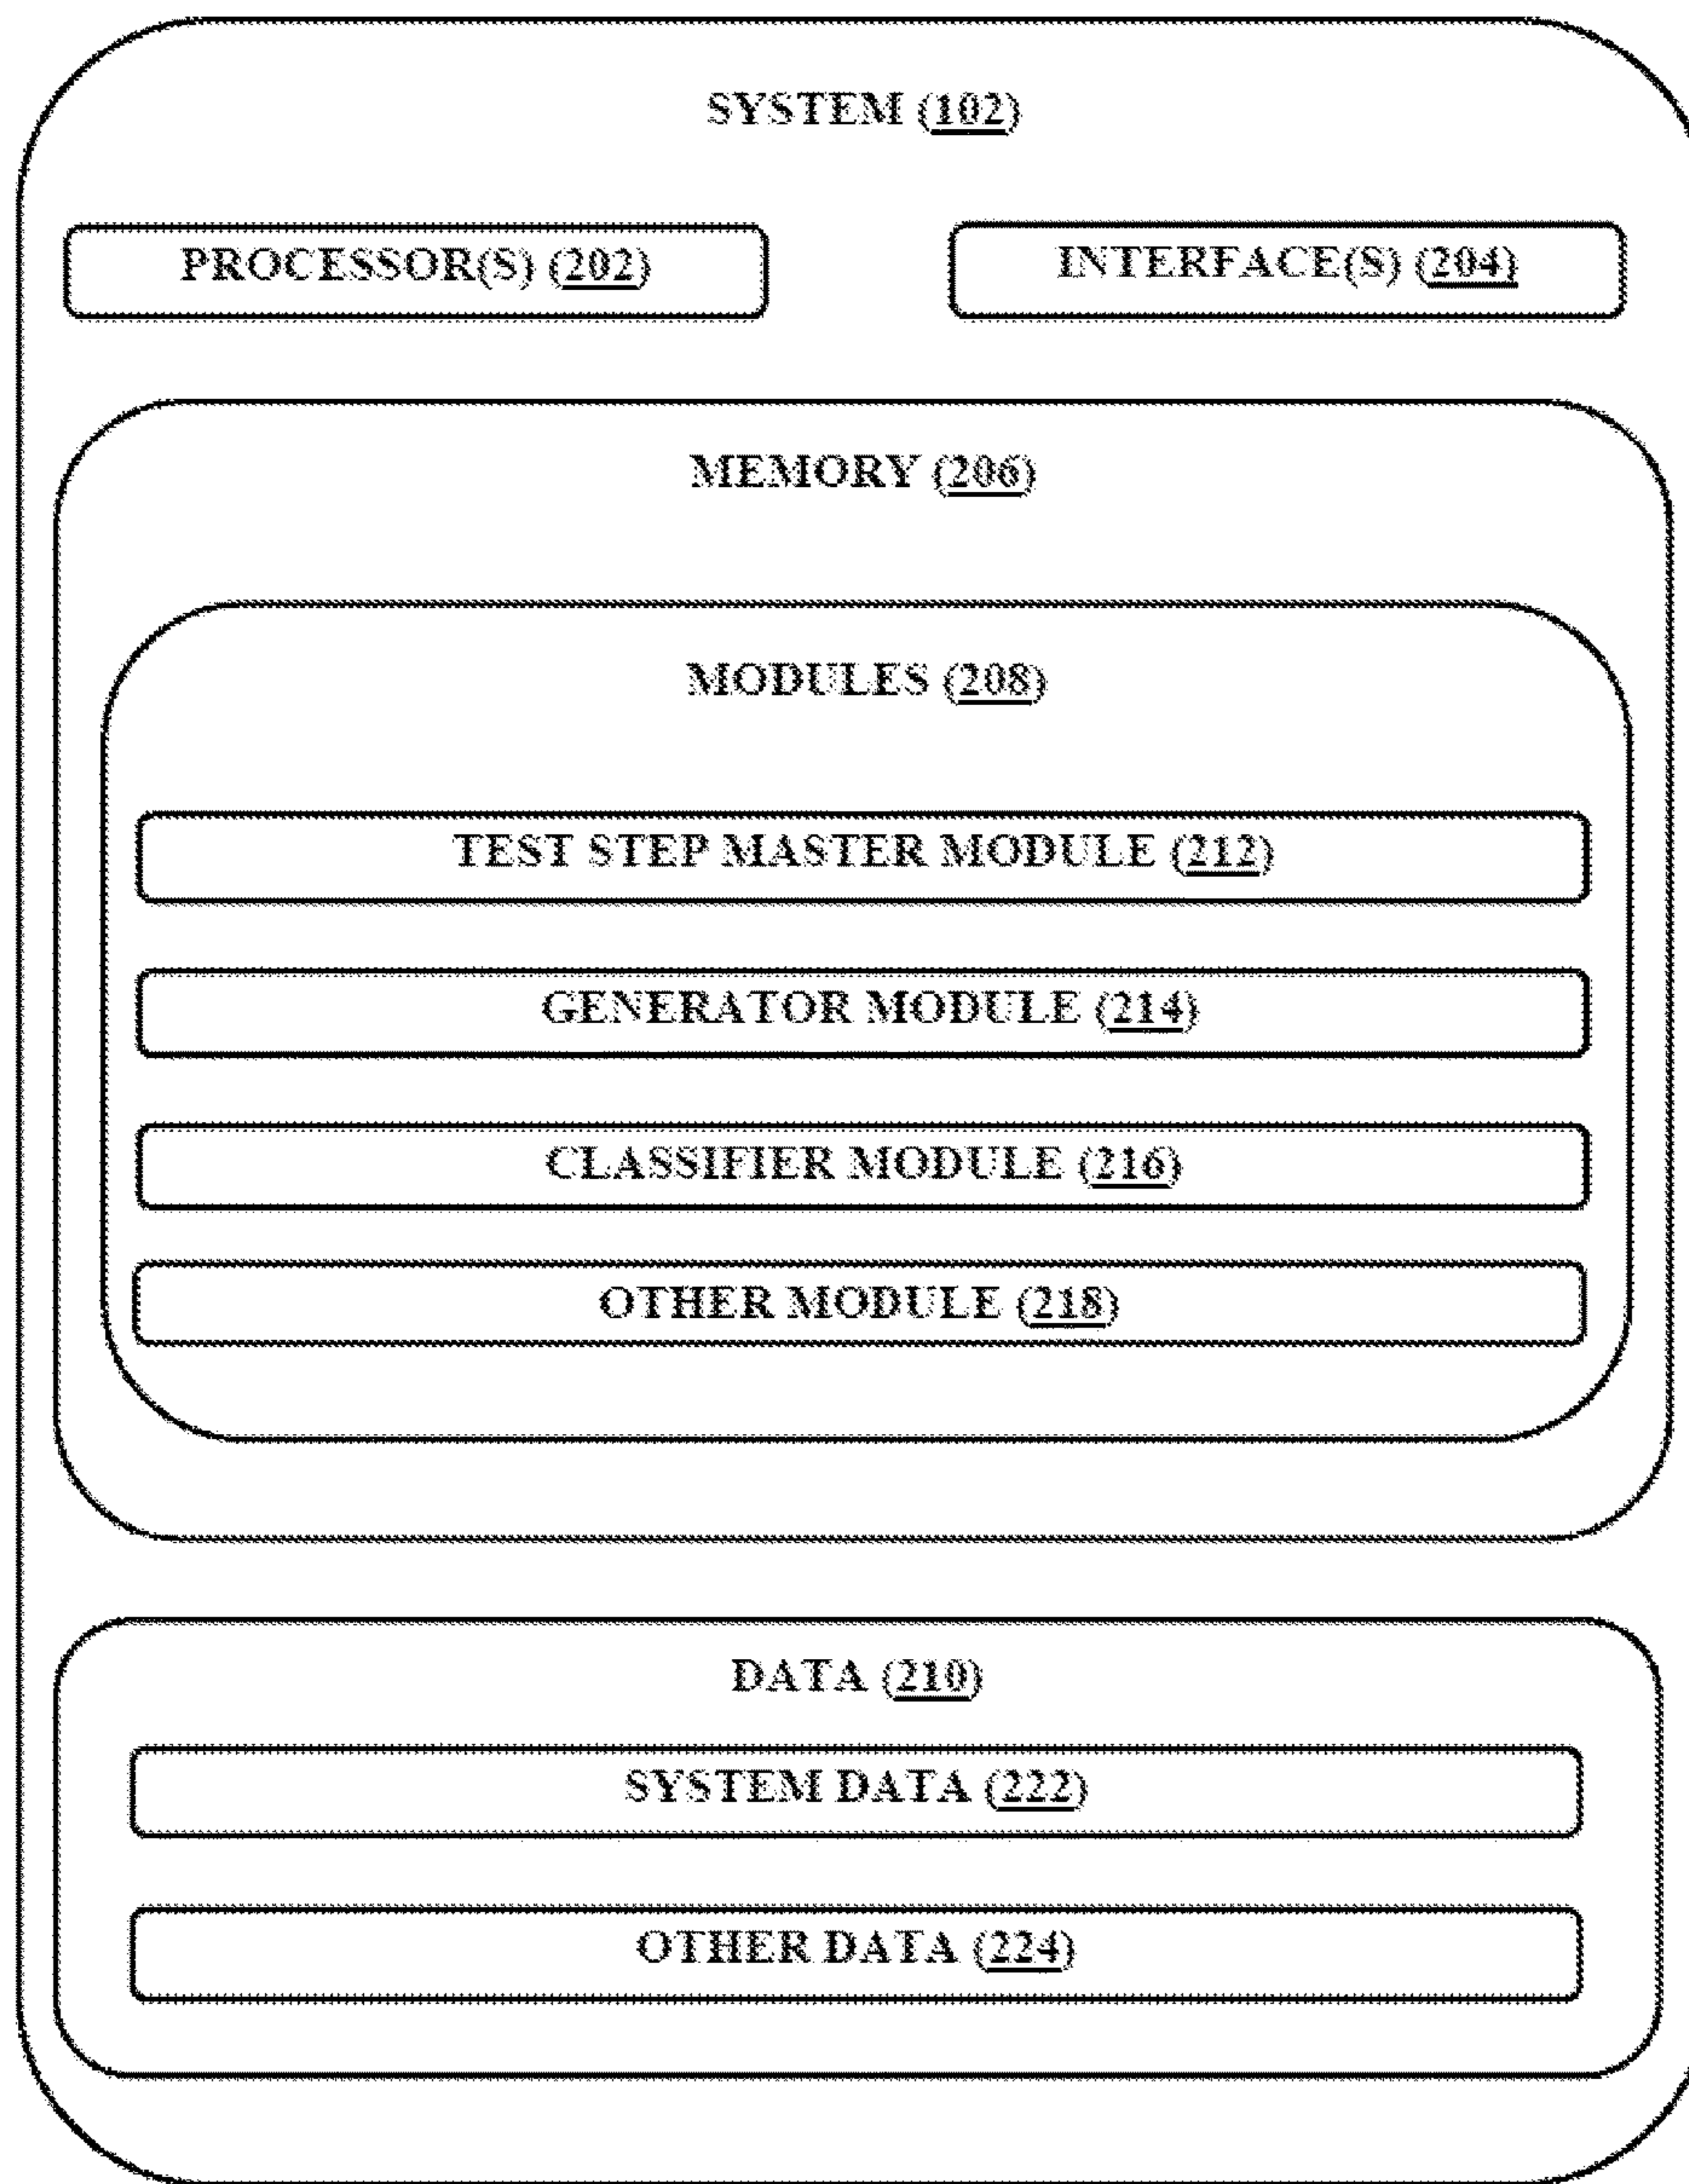 SYSTEM (102)
PROCESSOR(S) (202)
INTERFACE(S) (204)
MEMORY (206)
MODULES (208)
TEST STEP MASTER MODULE (212)
GENERATOR MODULE (214)
CLASSIFIER MODULE (216)
OTHER MODULE (218)
DATA (210)
SYSTEM DATA (222)
OTHER DATA (224)